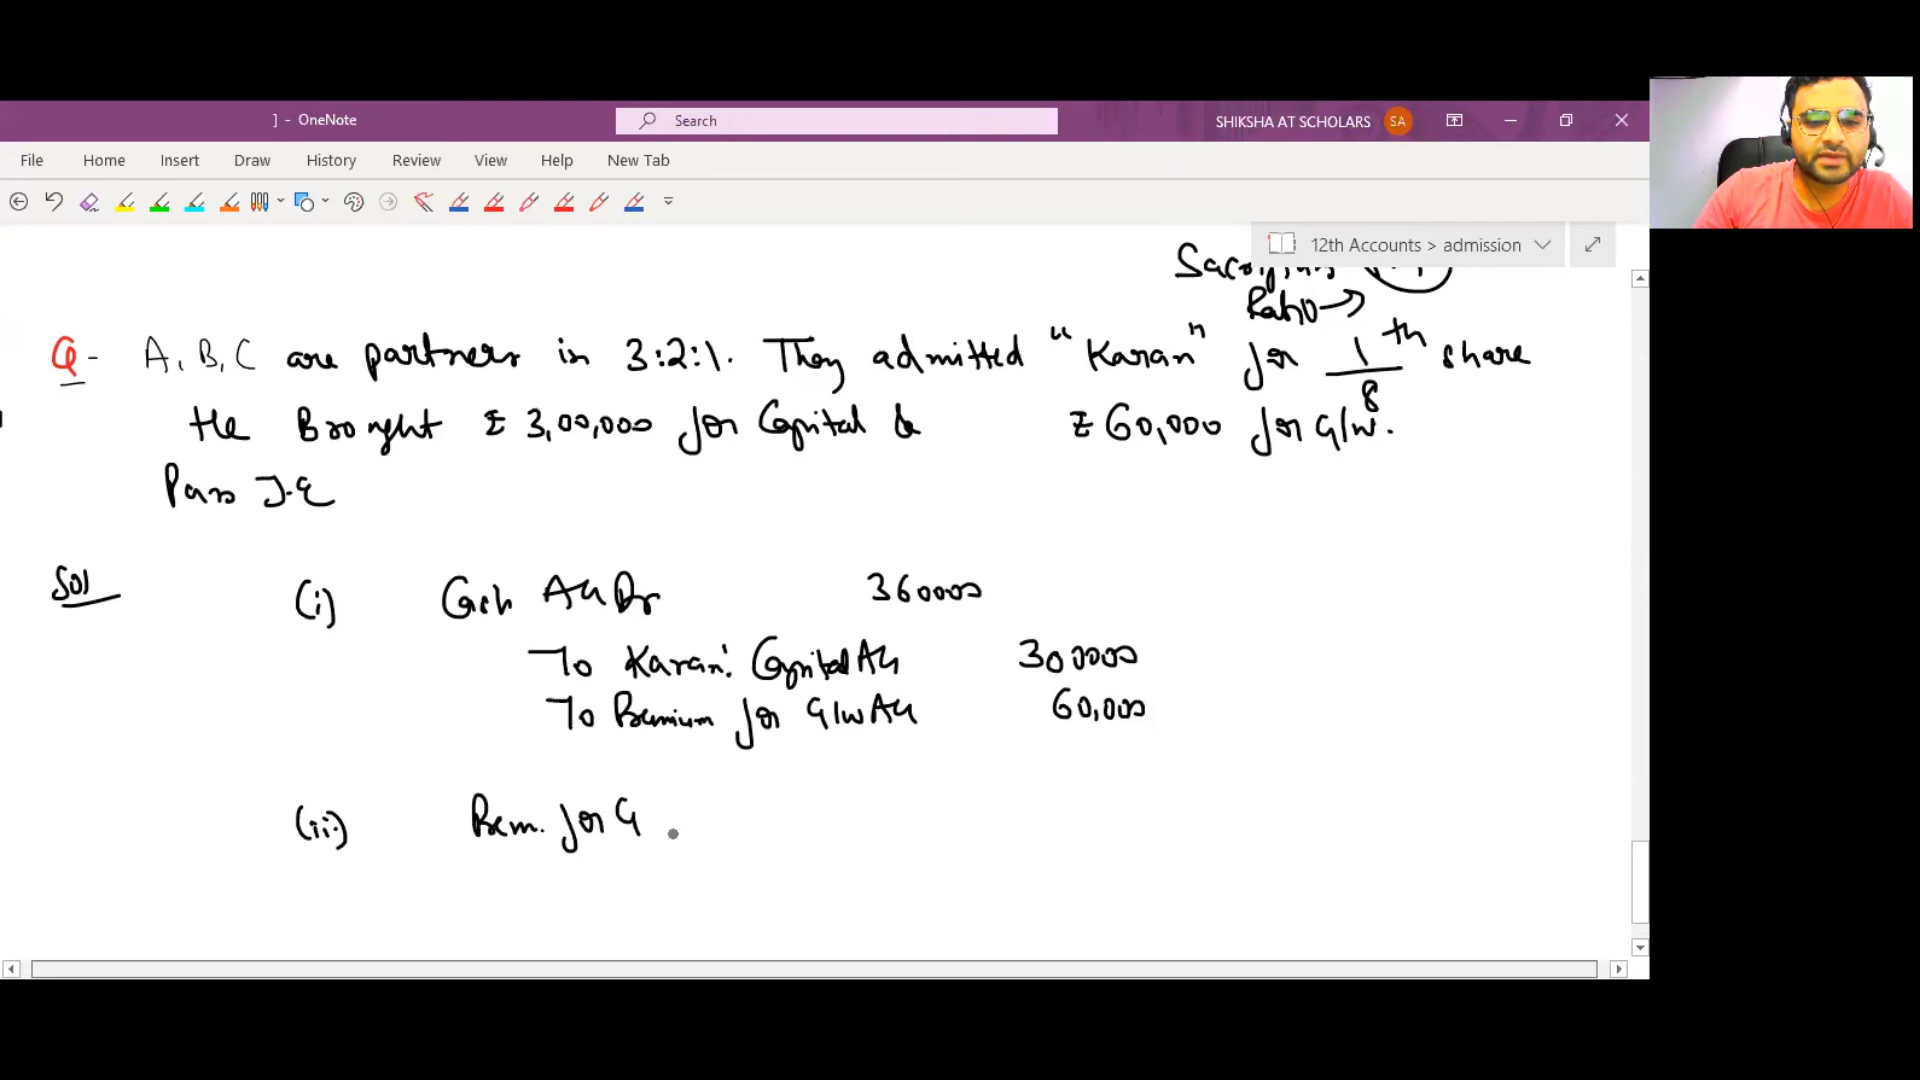 ] - OneNote
Search
SHIKSHA AT SCHOLARS SA
File Home Insert Draw History Review View Help New Tab
12th Accounts > admission
Ratio →
Q - A, B, C are partners in 3:2:1. They admitted "Karan" for 1/8 th share
He Brought ₹ 3,00,000 for Capital & ₹ 60,000 for G/w.
Pass J.E
Sol (i) Cash A/c Dr 360000
To Karan's Capital A/c 300000
To Premium for G/w A/c 60,000
(ii) Prem. for G